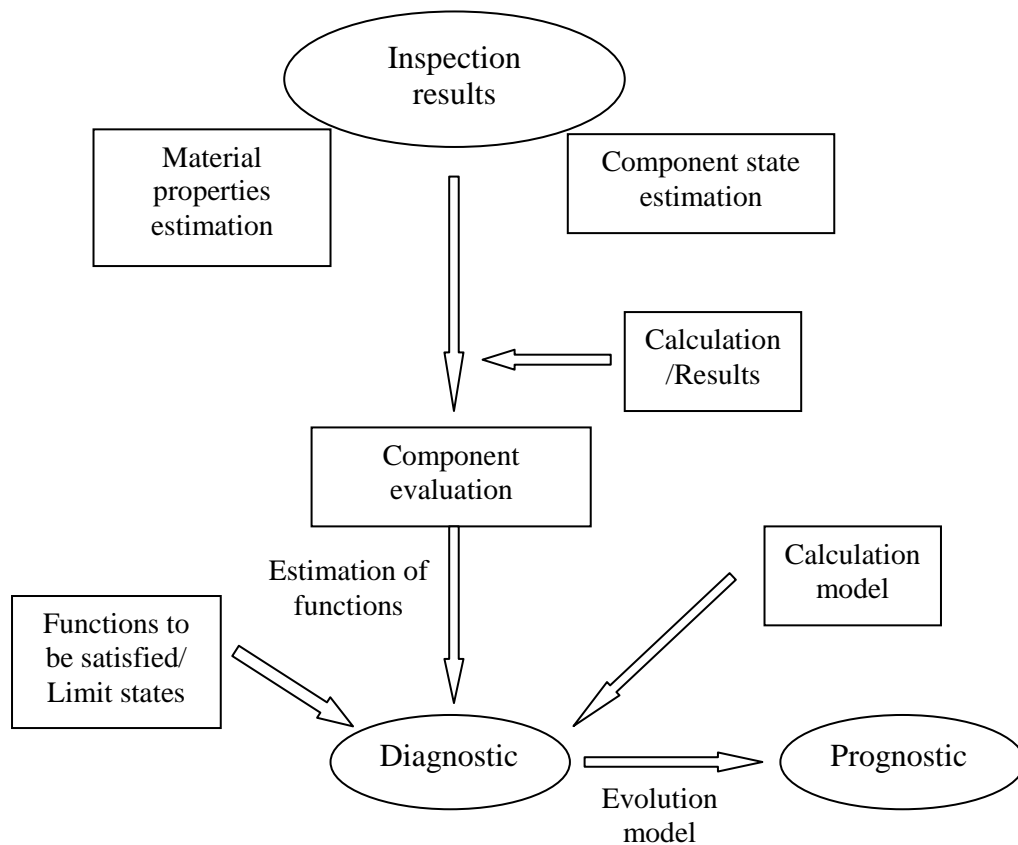 Inspection
results
Material
properties
estimation
Component state
estimation
Calculation
/Results
Component
evaluation
Estimation of
functions
Calculation
model
Functions to
be satisfied/
Limit states
Diagnostic
Prognostic
Evolution
model